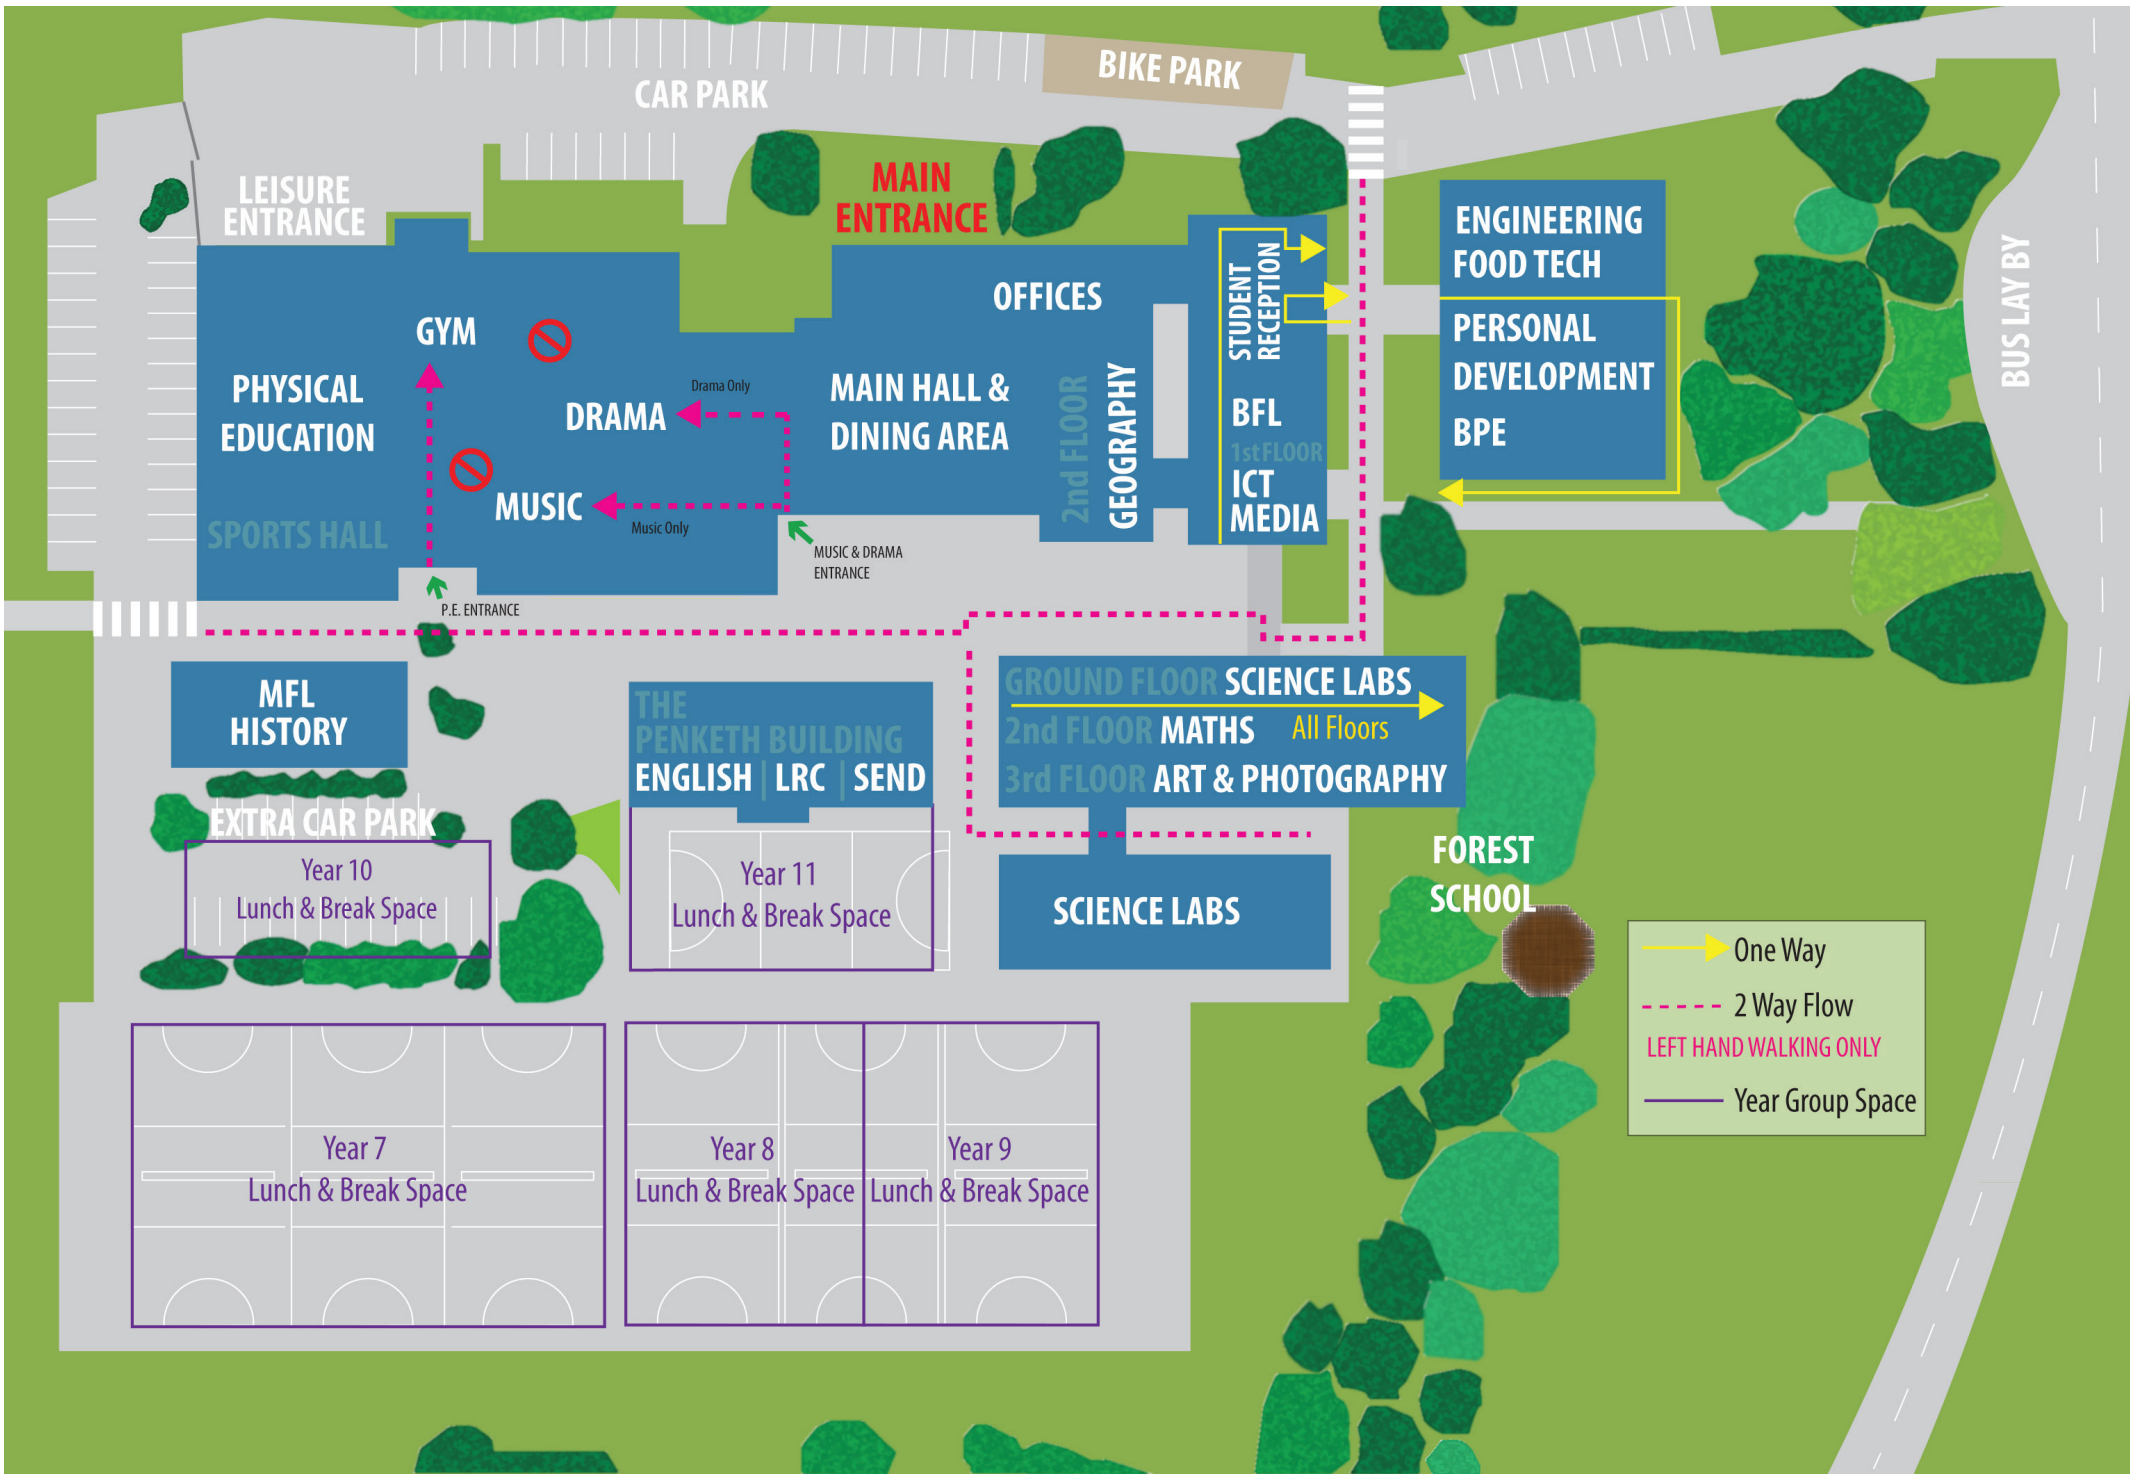 BIKE PARK
CAR PARK
MAIN
ENTRANCE
LEISURE
ENTRANCE
ENGINEERING
FOOD TECH
PERSONAL
DEVELOPMENT
BPE
BUS LAY BY
STUDENT
RECEPTION
BFL
1st FLOOR
ICT
MEDIA
OFFICES
2nd FLOOR
GEOGRAPHY
MAIN HALL &
DINING AREA
GYM
PHYSICAL
EDUCATION
SPORTS HALL
Drama Only
DRAMA
MUSIC
Music Only
MUSIC & DRAMA
ENTRANCE
P.E. ENTRANCE
MFL
HISTORY
THE
PENKETH BUILDING
ENGLISH | LRC | SEND
GROUND FLOOR SCIENCE LABS
2nd FLOOR MATHS All Floors
3rd FLOOR ART & PHOTOGRAPHY
EXTRA CAR PARK
Year 10
Lunch & Break Space
Year 11
Lunch & Break Space
SCIENCE LABS
FOREST
SCHOOL
One Way
2 Way Flow
LEFT HAND WALKING ONLY
Year Group Space
Year 7
Lunch & Break Space
Year 8
Lunch & Break Space
Year 9
Lunch & Break Space